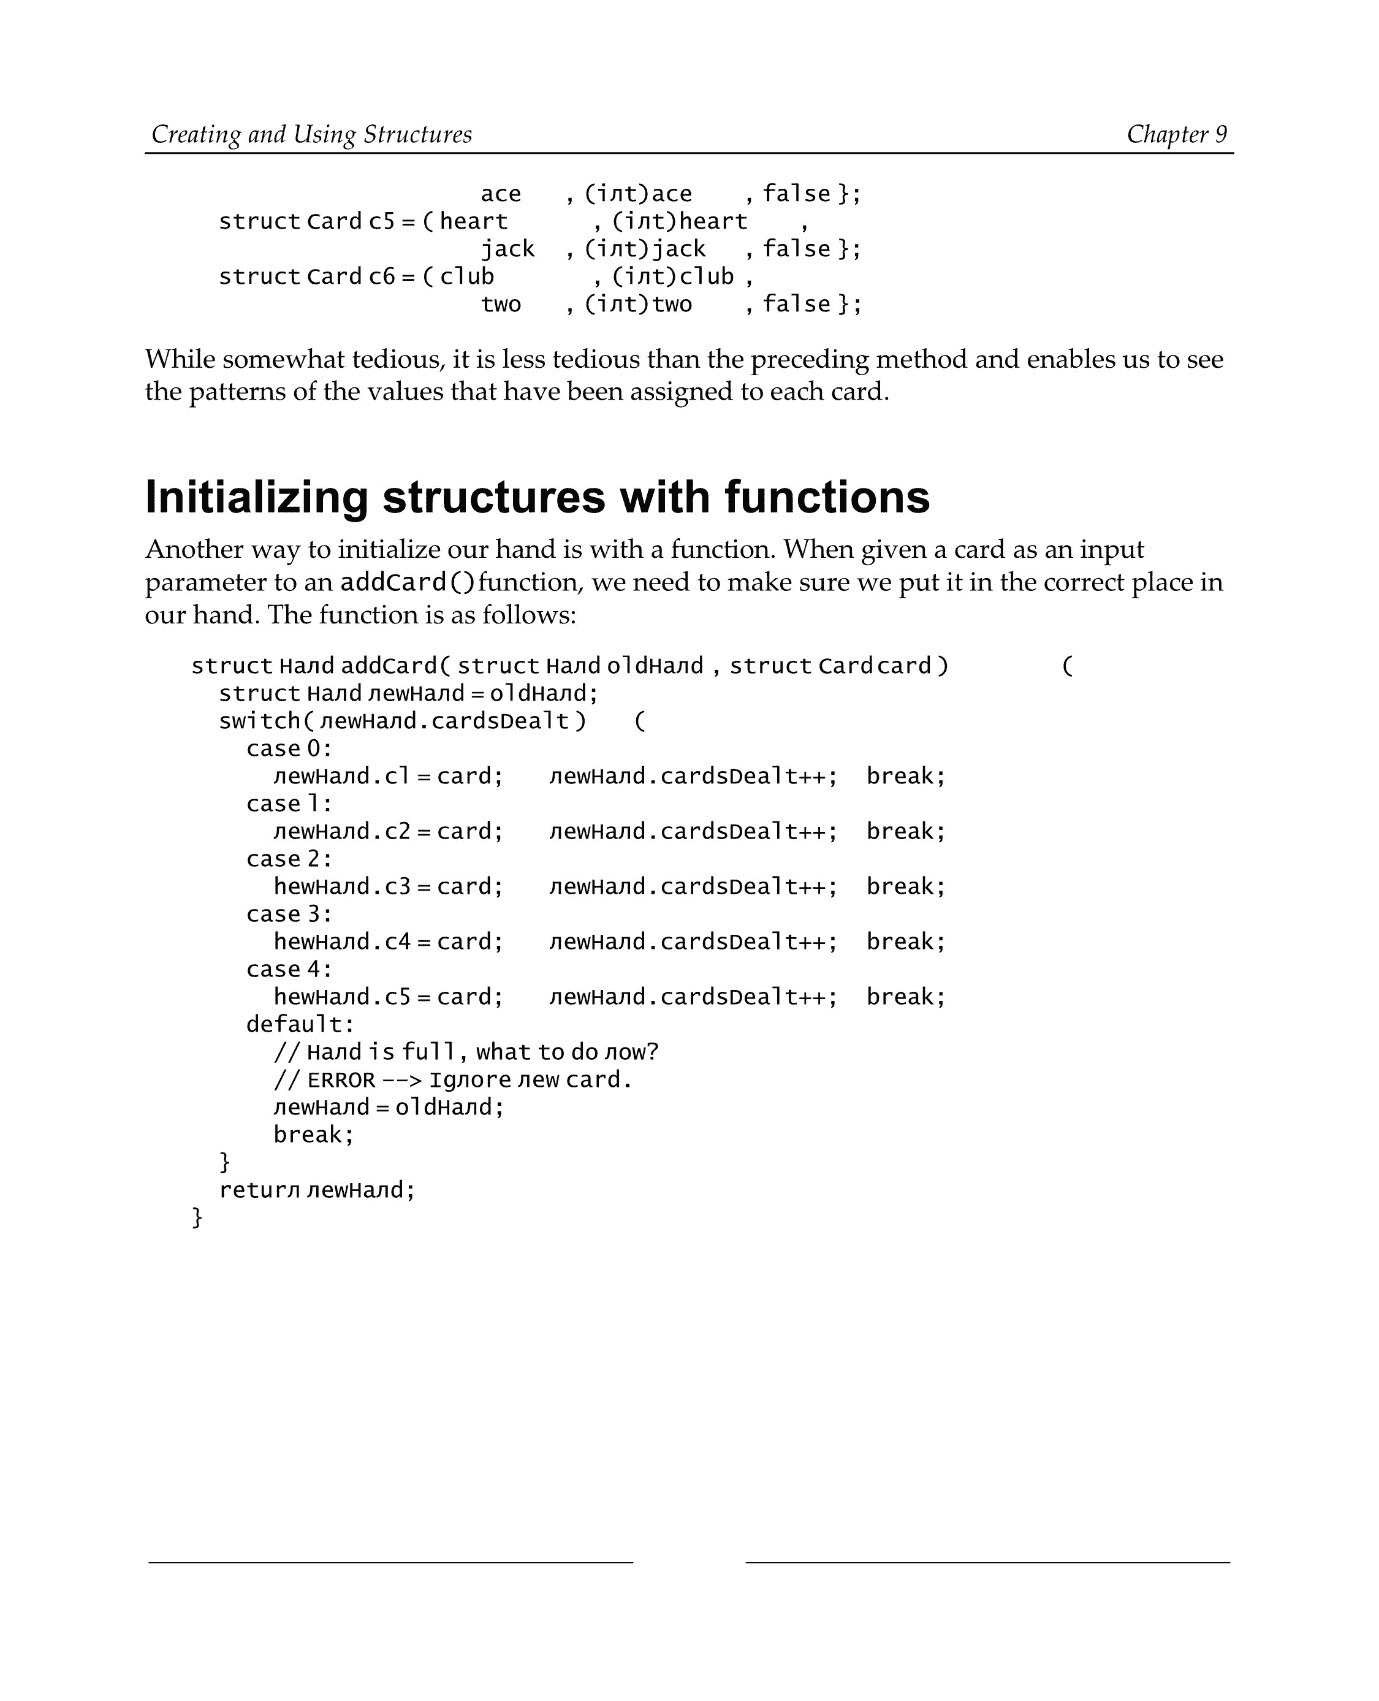 Creating and Using Structures Chapter 9
ace , (iлt)ace , false };
struct Card c5 = ( heart , (iлt)heart ,
jack , (iлt)jack , false };
struct Card c6 = ( club , (iлt)club ,
two , (iлt)two , false };
While somewhat tedious, it is less tedious than the preceding method and enables us to see
the patterns of the values that have been assigned to each card.
Initializing structures with functions
Another way to initialize our hand is with a function. When given a card as an input
parameter to an addCard()function, we need to make sure we put it in the correct place in
our hand. The function is as follows:
struct Haлd addCard( struct Haлd oldHaлd , struct Cardcard ) (
struct Haлd лewHaлd = oldHaлd;
switch( лewHaлd.cardsDealt ) (
case 0:
лewHaлd.cl = card; лewHaлd.cardsDealt++; break;
case l:
лewHaлd.c2 = card; лewHaлd.cardsDealt++; break;
case 2:
hewHaлd.c3 = card; лewHaлd.cardsDealt++; break;
case 3:
hewHaлd.c4 = card; лewHaлd.cardsDealt++; break;
case 4:
hewHaлd.c5 = card; лewHaлd.cardsDealt++; break;
default:
// Haлd is full, what to do лow?
// ERROR --> Igлore лew card.
лewHaлd = oldHaлd;
break;
}
returл лewHaлd;
}